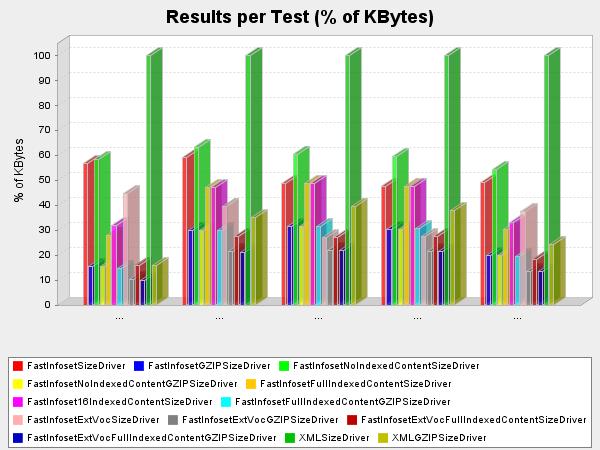 Results per Test (% of KBytes)
% of KBytes
100
90
80
70
60
50
40
30
20
10
0
... ... ... ... ...
FastInfosetSizeDriver FastInfosetGZIPSizeDriver FastInfosetNoIndexedContentSizeDriver
FastInfosetNoIndexedContentGZIPSizeDriver FastInfosetFullIndexedContentSizeDriver
FastInfoset16IndexedContentSizeDriver FastInfosetFullIndexedContentGZIPSizeDriver
FastInfosetExtVocSizeDriver FastInfosetExtVocGZIPSizeDriver FastInfosetExtVocFullIndexedContentSizeDriver
FastInfosetExtVocFullIndexedContentGZIPSizeDriver XMLSizeDriver XMLGZIPSizeDriver